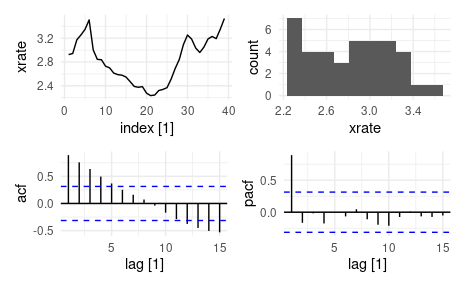 xrate
3.2
2.8
2.4
0 10 20 30 40
index [1]
count
6
4
2
0
2.2 2.6 3.0 3.4
xrate
acf
0.5
0.0
-0.5
5 10 15
lag [1]
pacf
0.5
0.0
5 10 15
lag [1]